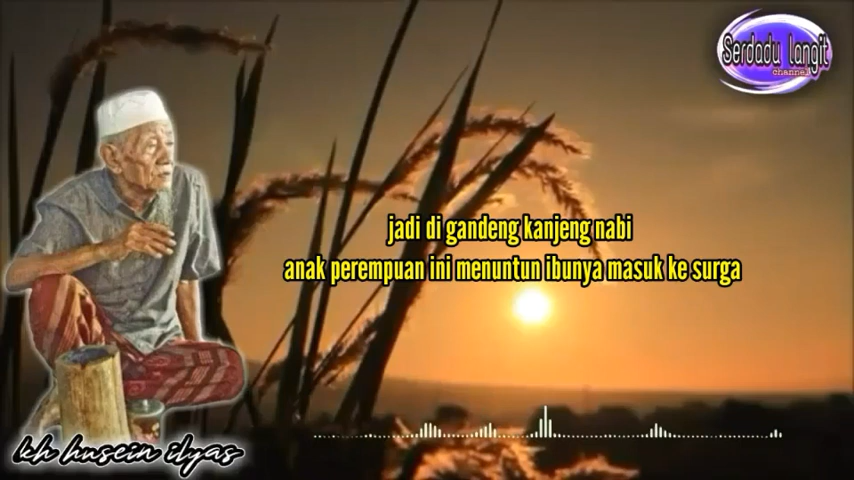 Serdadu langit
channel
jadi di gandeng kanjeng nabi
anak perempuan ini menuntun ibunya masuk ke surga
kh husein ilyas